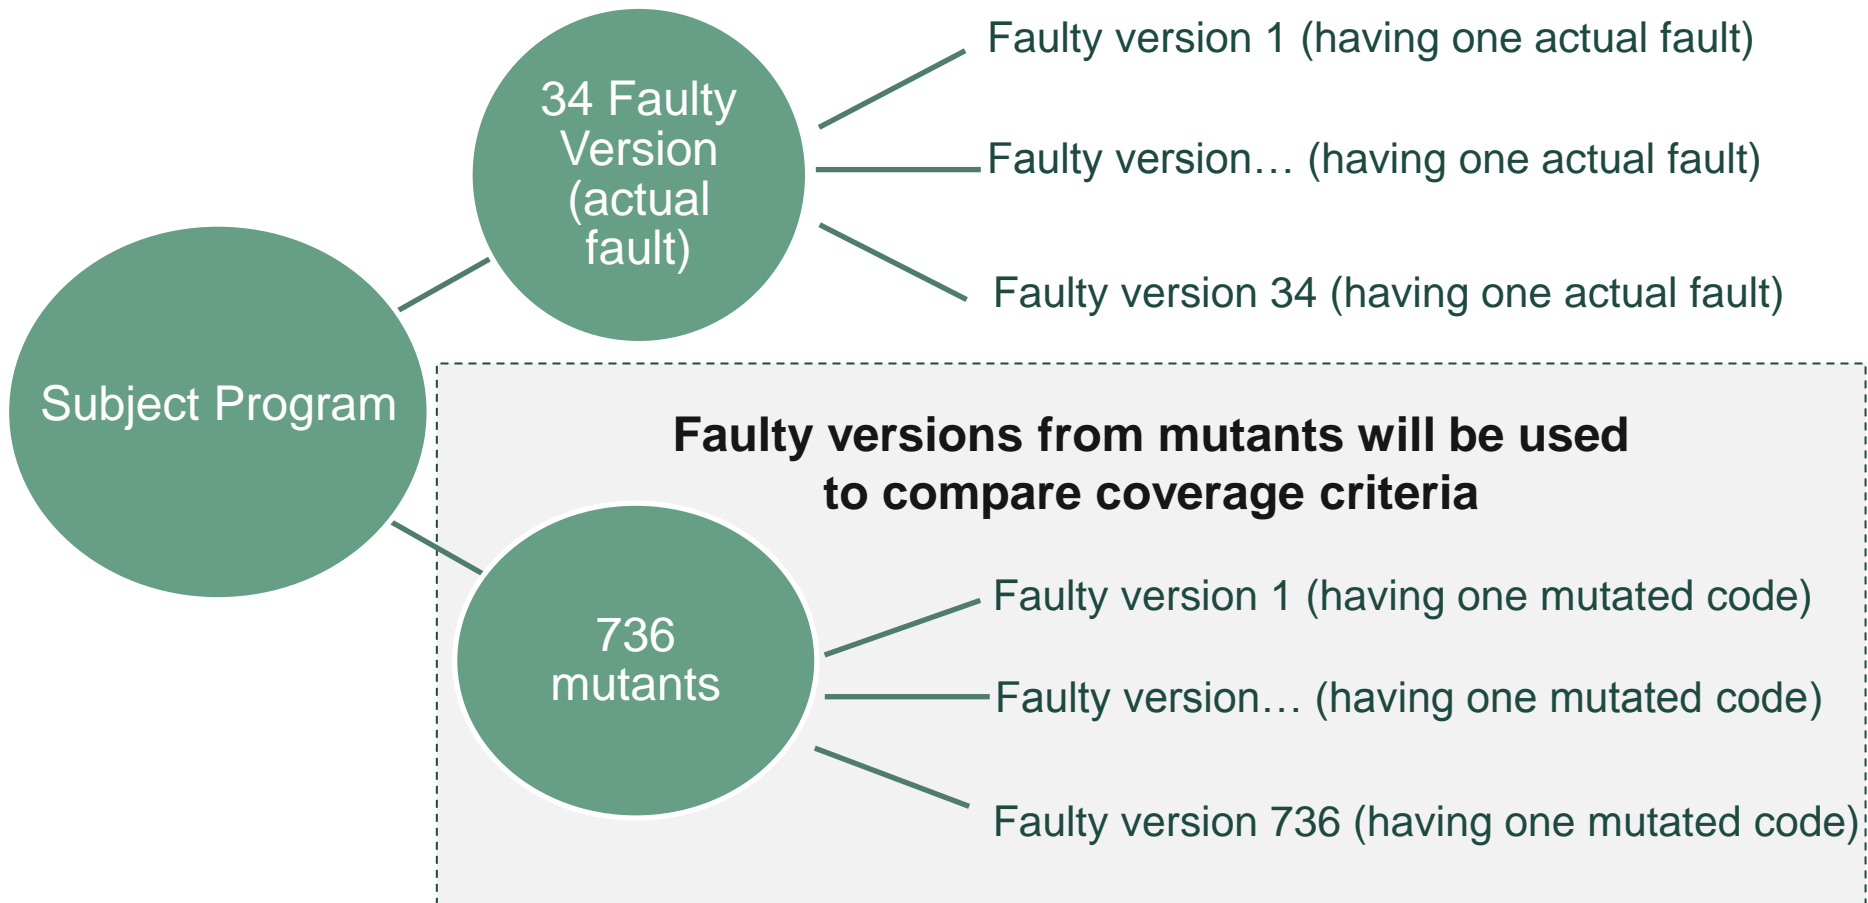 Subject Program
34 Faulty
Version
(actual
fault)
Faulty version 1 (having one actual fault)
Faulty version… (having one actual fault)
Faulty version 34 (having one actual fault)
Faulty versions from mutants will be used
to compare coverage criteria
736
mutants
Faulty version 1 (having one mutated code)
Faulty version… (having one mutated code)
Faulty version 736 (having one mutated code)